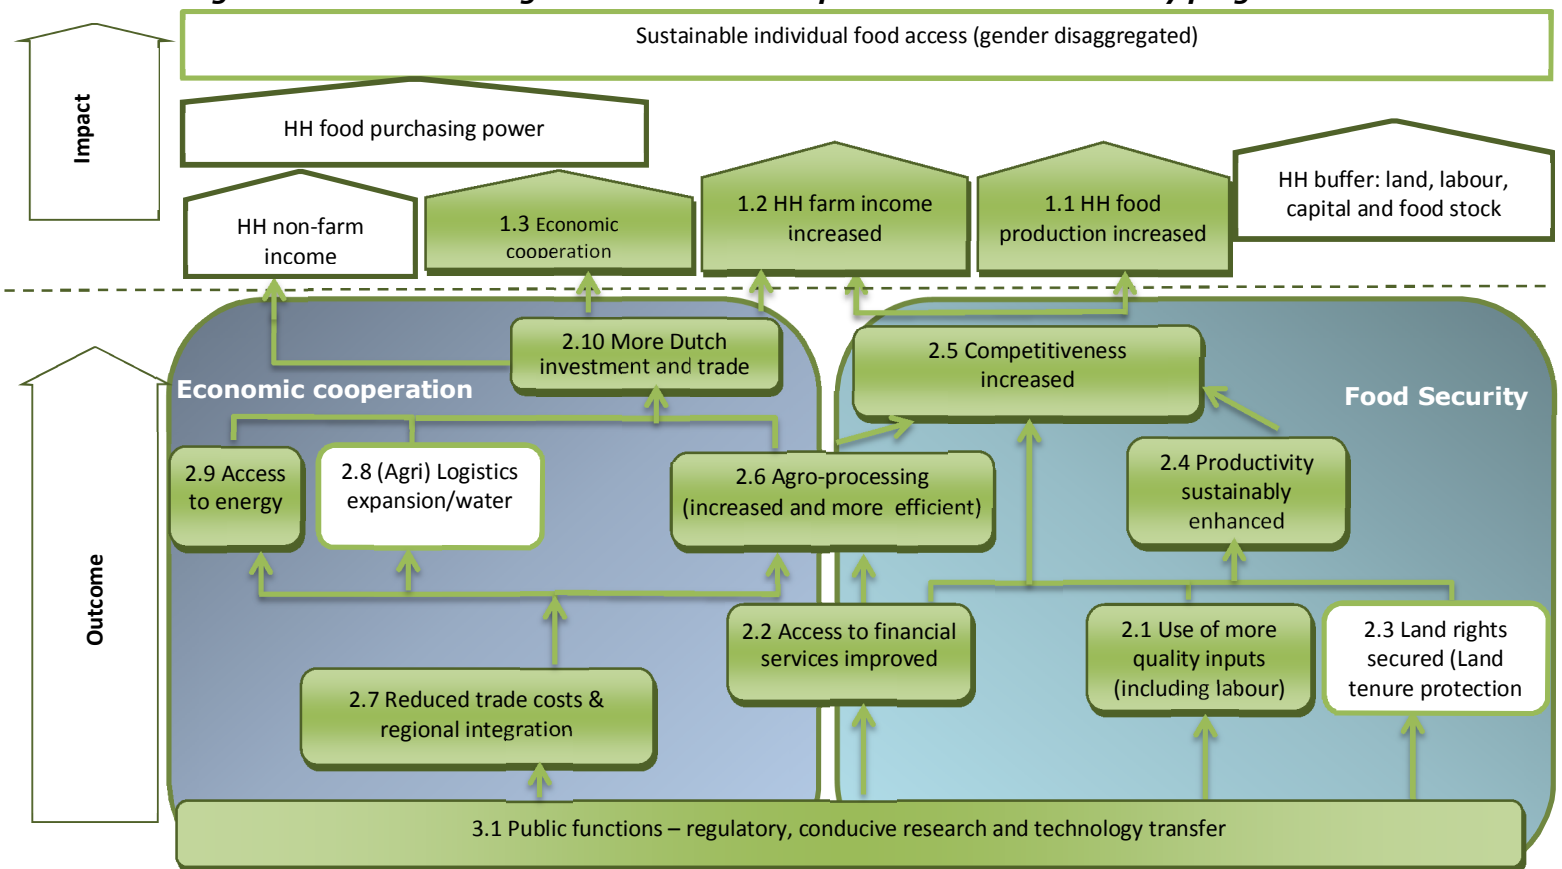 Sustainable individual food access (gender disaggregated)
Impact
HH food purchasing power
HH non-farm
income
1.3 Economic
cooperation
1.2 HH farm income
increased
1.1 HH food
production increased
HH buffer: land, labour,
capital and food stock
2.10 More Dutch
investment and trade
2.5 Competitiveness
increased
Economic cooperation
Food Security
2.9 Access
to energy
2.8 (Agri) Logistics
expansion/water
2.6 Agro-processing
(increased and more efficient)
2.4 Productivity
sustainably
enhanced
Outcome
2.7 Reduced trade costs &
regional integration
2.2 Access to financial
services improved
2.1 Use of more
quality inputs
(including labour)
2.3 Land rights
secured (Land
tenure protection
3.1 Public functions – regulatory, conducive research and technology transfer